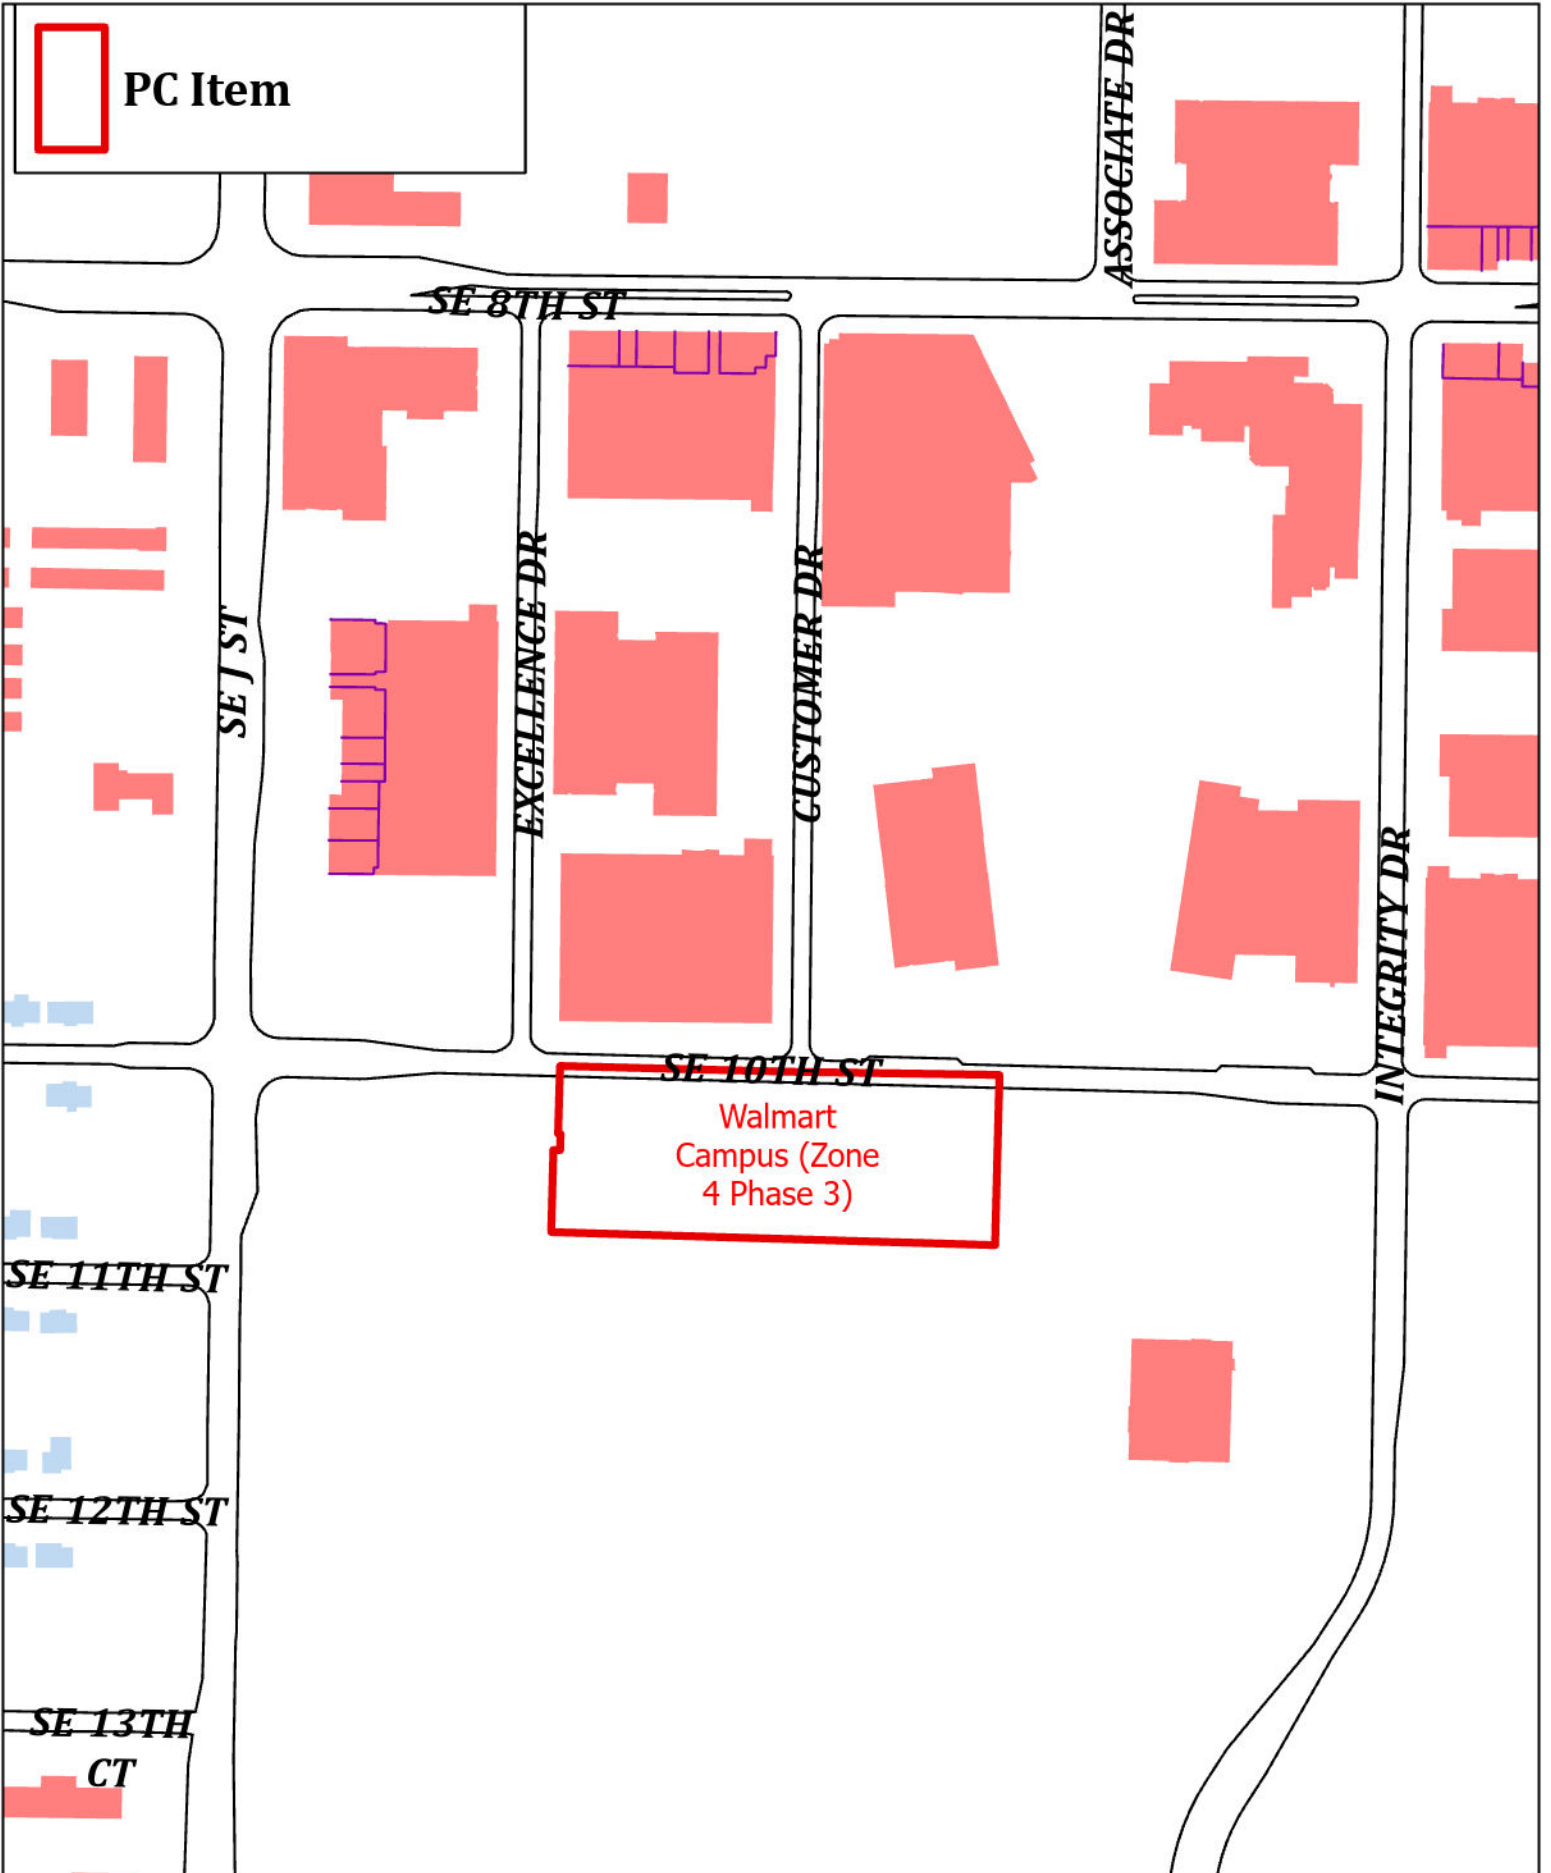 PC Item
ASSOCIATE DR
SE 8TH ST
SE J ST
EXCELLENCE DR
CUSTOMER DR
INTEGRITY DR
SE 10TH ST
Walmart
Campus (Zone
4 Phase 3)
SE 11TH ST
SE 12TH ST
SE 13TH
CT